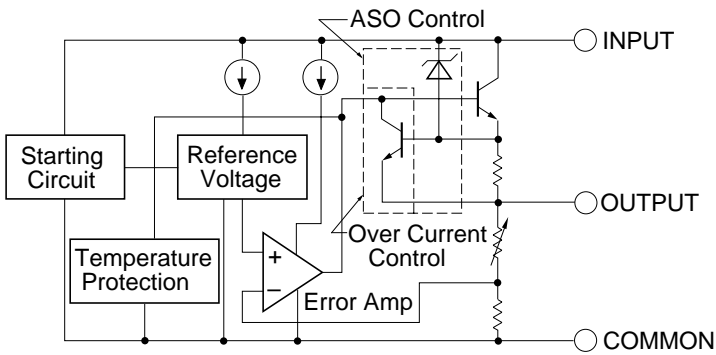 ASO Control
INPUT
Starting
Circuit
Reference
Voltage
OUTPUT
Temperature
Protection
Over Current
Control
+
−
Error Amp
COMMON